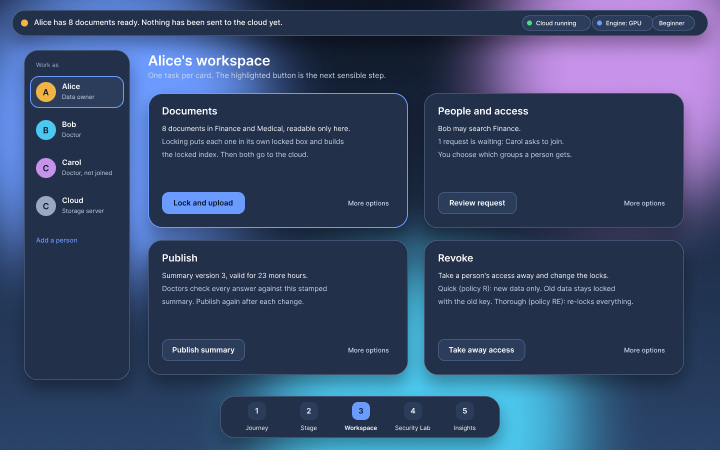 Alice has 8 documents ready. Nothing has been sent to the cloud yet.
Cloud running
Engine: GPU
Beginner
Work as
A
Alice
Data owner
B
Bob
Doctor
C
Carol
Doctor, not joined
C
Cloud
Storage server
Add a person
Alice's workspace
One task per card. The highlighted button is the next sensible step.
Documents
8 documents in Finance and Medical, readable only here.
Locking puts each one in its own locked box and builds
the locked index. Then both go to the cloud.
Lock and upload
More options
People and access
Bob may search Finance.
1 request is waiting: Carol asks to join.
You choose which groups a person gets.
Review request
More options
Publish
Summary version 3, valid for 23 more hours.
Doctors check every answer against this stamped
summary. Publish again after each change.
Publish summary
More options
Revoke
Take a person's access away and change the locks.
Quick (policy R): new data only. Old data stays locked
with the old key. Thorough (policy RE): re-locks everything.
Take away access
More options
1
Journey
2
Stage
3
Workspace
4
Security Lab
5
Insights